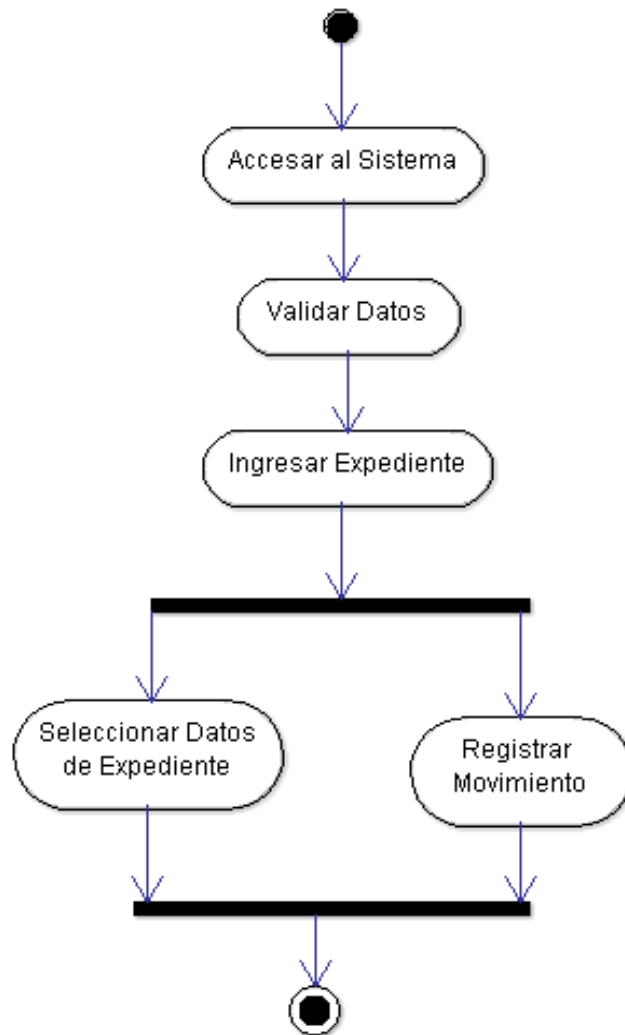 Accesar al Sistema
Validar Datos
Ingresar Expediente
Seleccionar Datos
de Expediente
Registrar
Movimiento